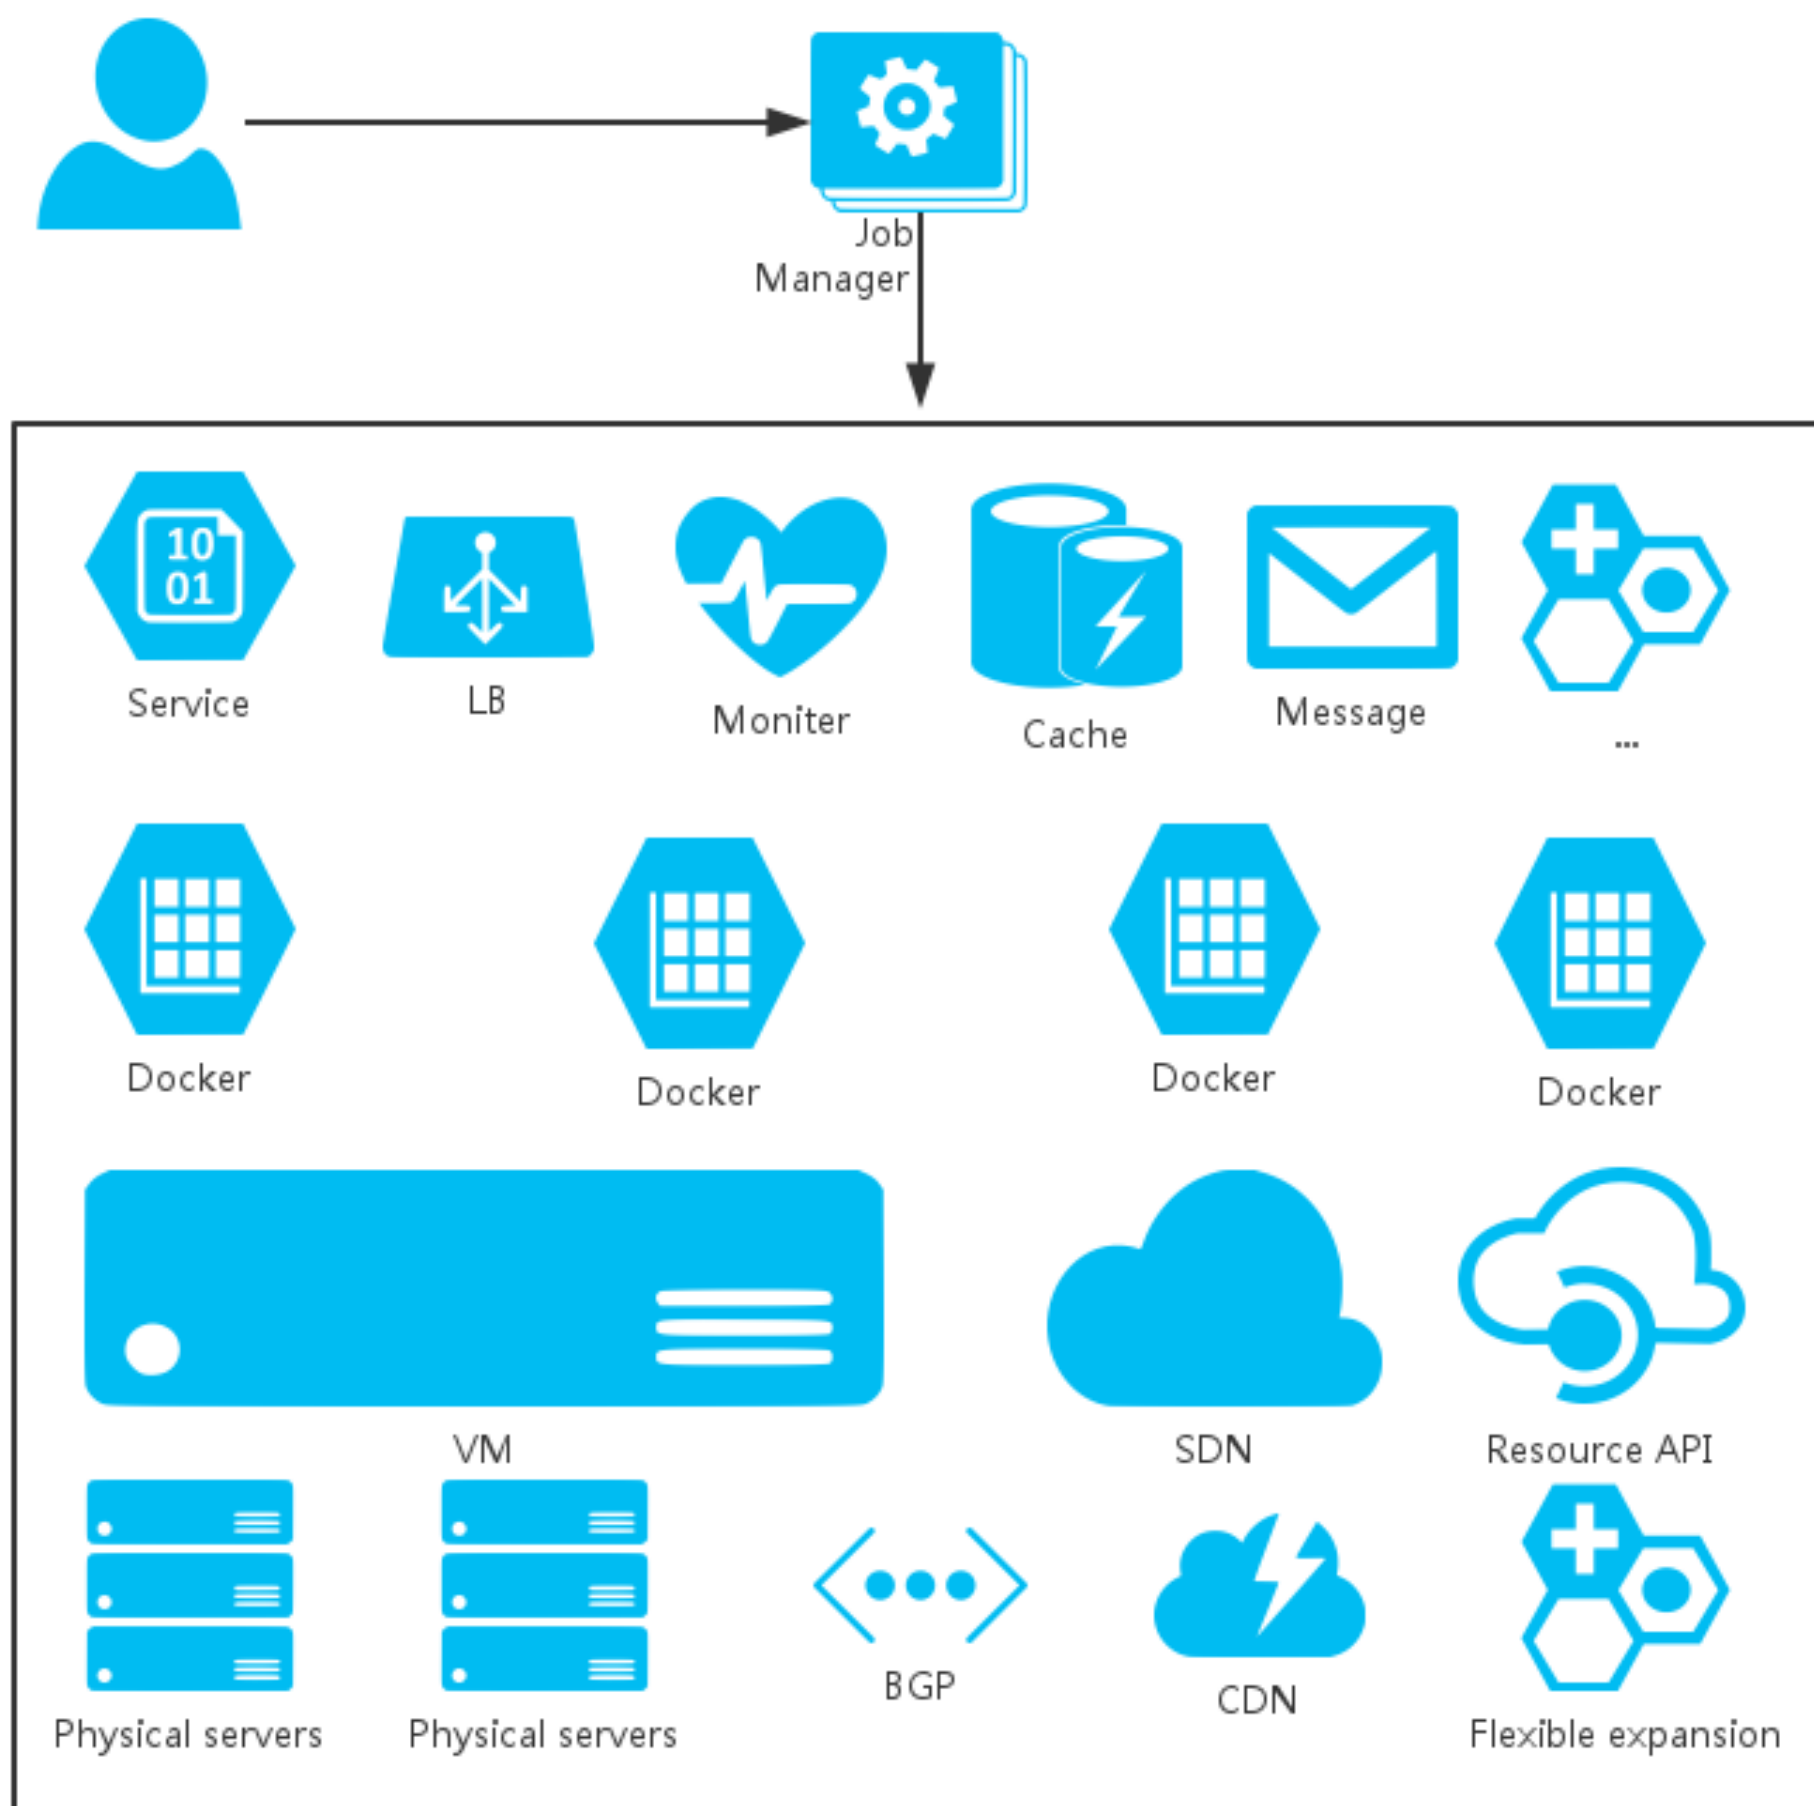 Job
Manager
10
01
Service
LB
Moniter
Cache
Message
...
Docker
Docker
Docker
Docker
VM
SDN
Resource API
Physical servers
Physical servers
BGP
CDN
Flexible expansion